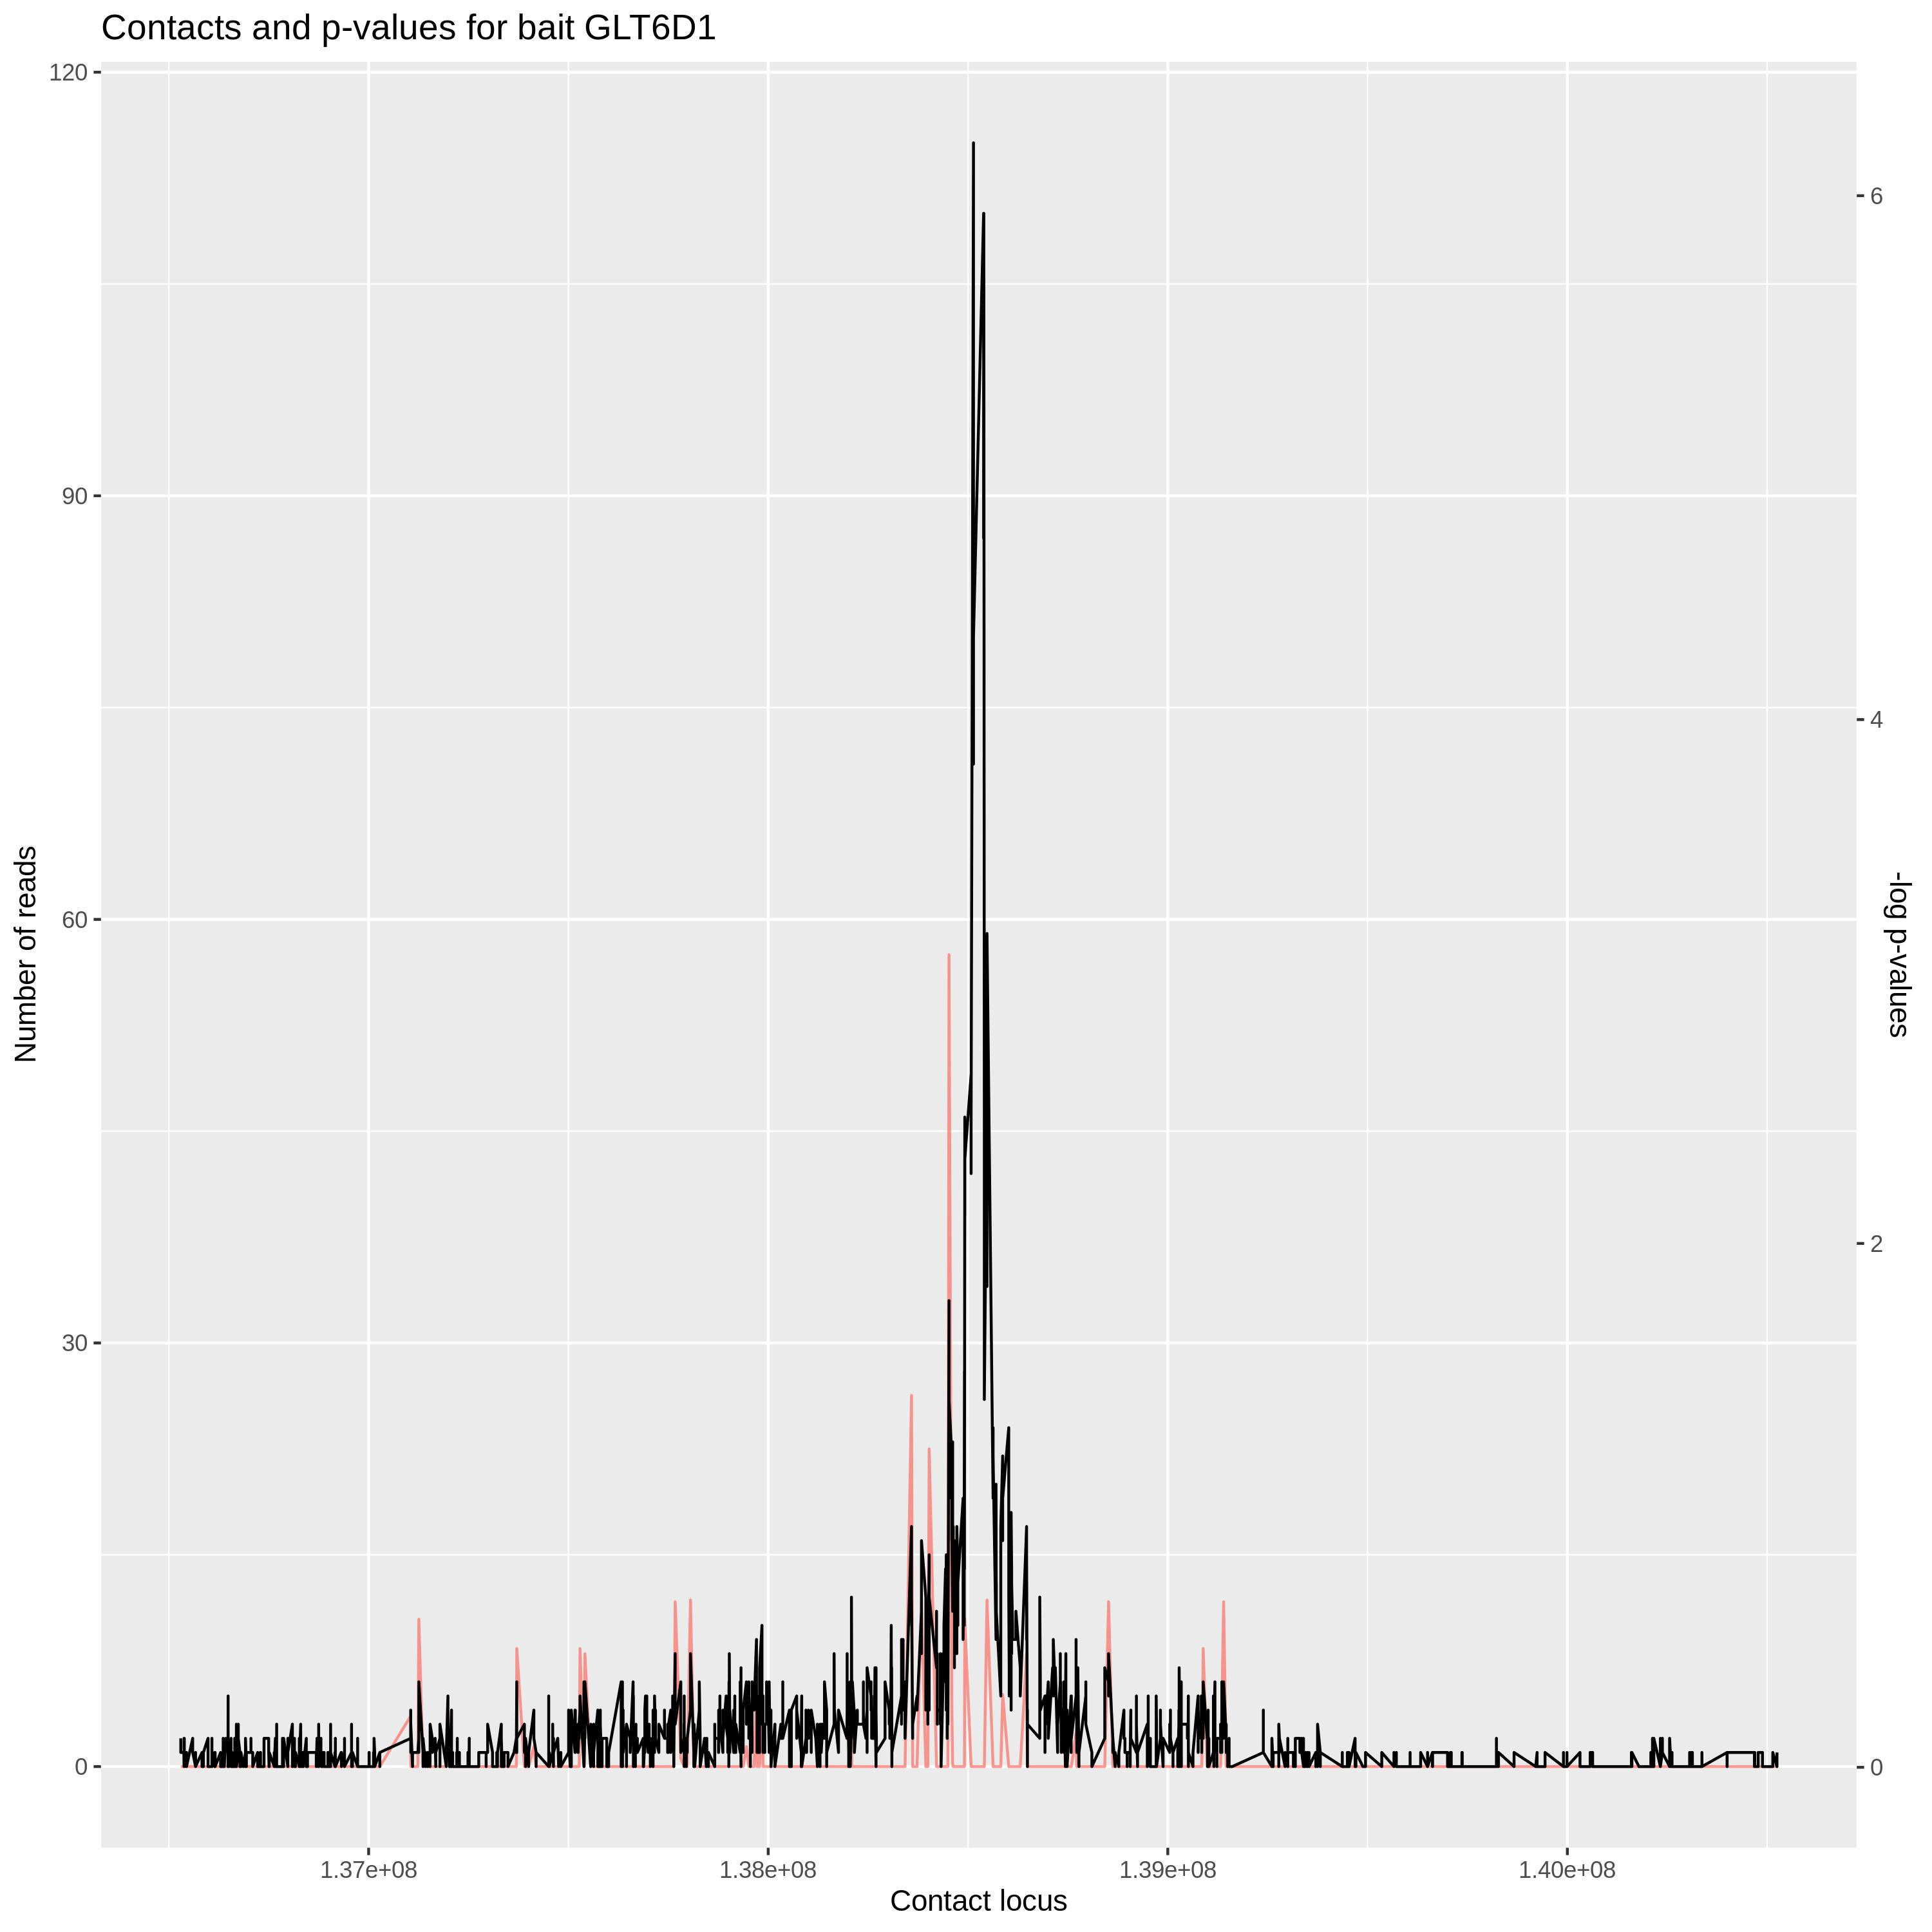 Contacts and p-values for bait GLT6D1
120
90
60
30
0
Number of reads
6
4
2
0
-log p-values
1.37e+08
1.38e+08
1.39e+08
1.40e+08
Contact locus